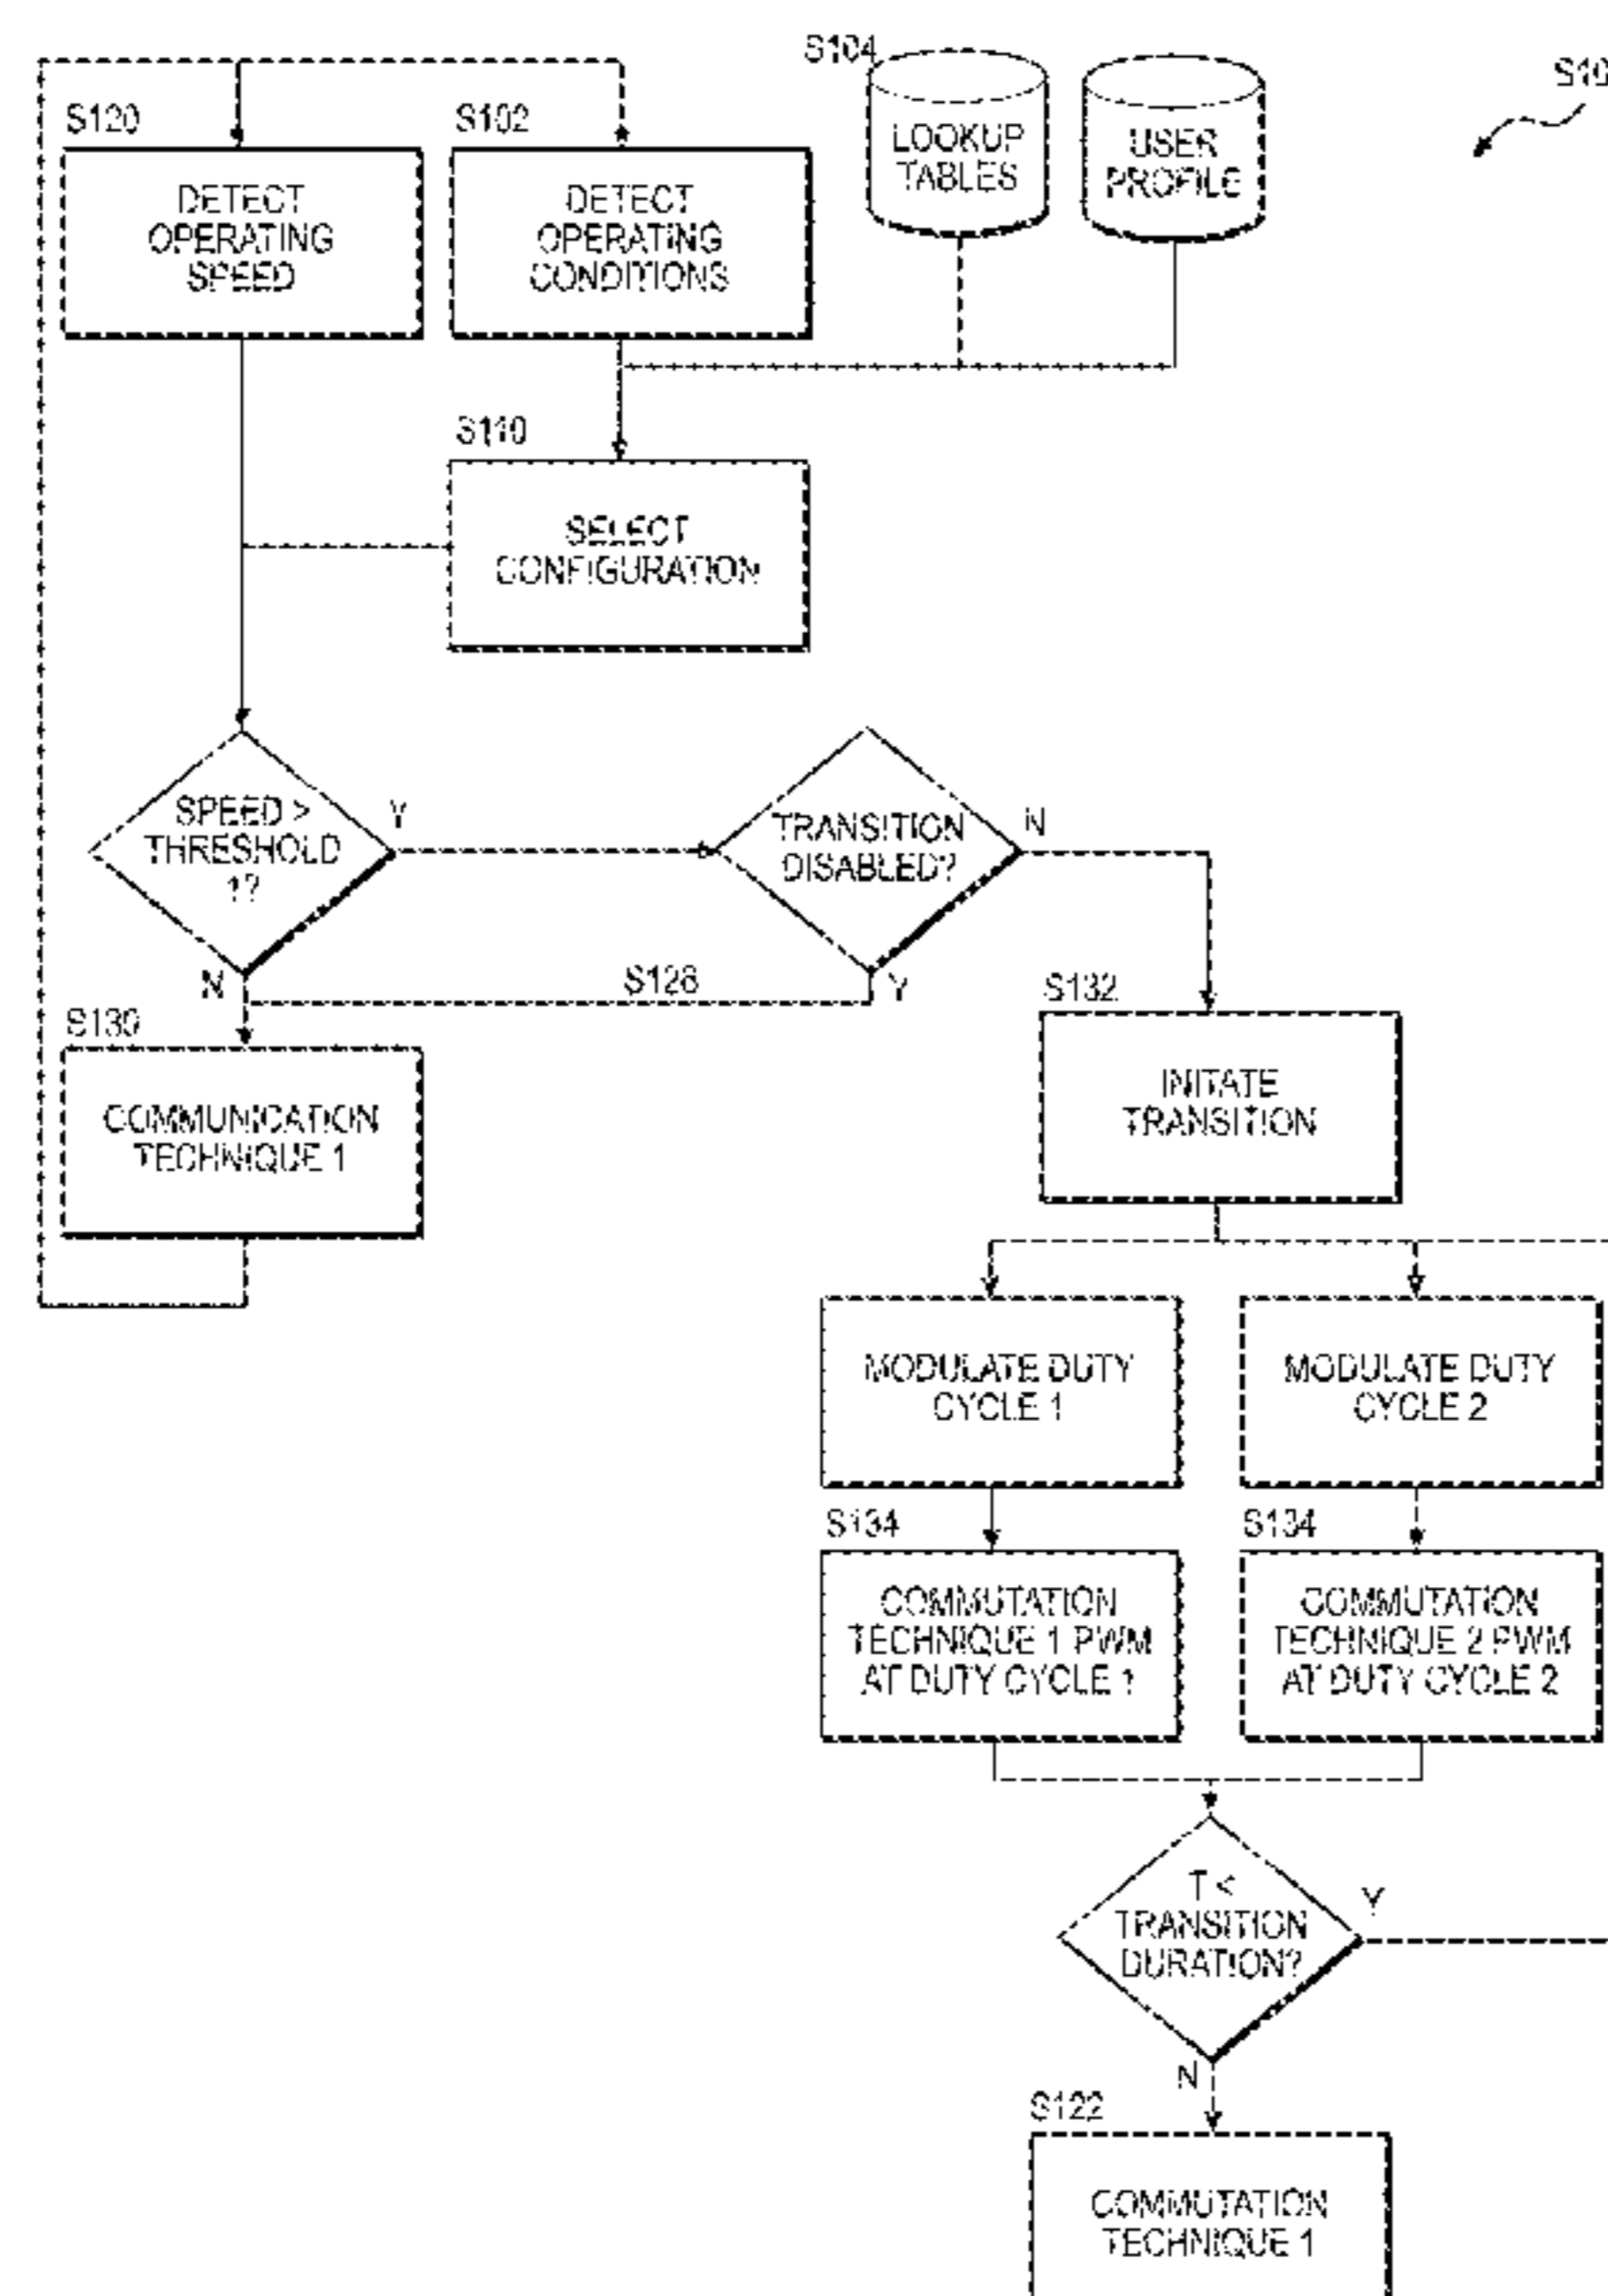 S104
S10
S120
S102
LOOKUP
TABLES
USER
PROFILE
DETECT
OPERATING
SPEED
DETECT
OPERATING
CONDITIONS
S110
SELECT
CONFIGURATION
SPEED >
THRESHOLD
1?
Y
TRANSITION
DISABLED?
N
N
S128
Y
S132
S130
INITATE
TRANSITION
COMMUNICATION
TECHNIQUE 1
MODULATE DUTY
CYCLE 1
MODULATE DUTY
CYCLE 2
S134
S134
COMMUTATION
TECHNIQUE 1 PWM
AT DUTY CYCLE 1
COMMUTATION
TECHNIQUE 2 PWM
AT DUTY CYCLE 2
T <
TRANSITION
DURATION?
Y
N
S122
COMMUTATION
TECHNIQUE 1